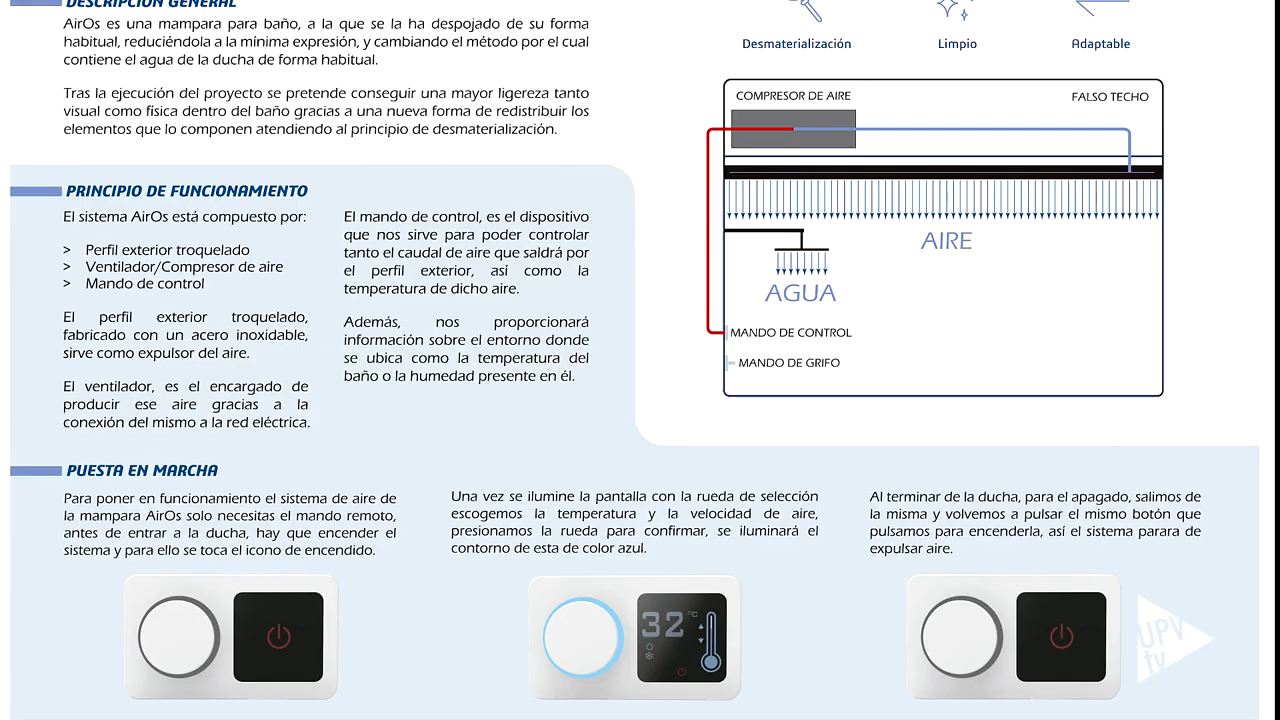 DESCRIPCIÓN GENERAL
AirOs es una mampara para baño, a la que se la ha despojado de su forma
habitual, reduciéndola a la mínima expresión, y cambiando el método por el cual
contiene el agua de la ducha de forma habitual.
Tras la ejecución del proyecto se pretende conseguir una mayor ligereza tanto
visual como física dentro del baño gracias a una nueva forma de redistribuir los
elementos que lo componen atendiendo al principio de desmaterialización.
Desmaterialización
Limpio
Adaptable
COMPRESOR DE AIRE
FALSO TECHO
AIRE
AGUA
MANDO DE CONTROL
MANDO DE GRIFO
PRINCIPIO DE FUNCIONAMIENTO
El sistema AirOs está compuesto por:
> Perfil exterior troquelado
> Ventilador/Compresor de aire
> Mando de control
El perfil exterior troquelado,
fabricado con un acero inoxidable,
sirve como expulsor del aire.
El ventilador, es el encargado de
producir ese aire gracias a la
conexión del mismo a la red eléctrica.
El mando de control, es el dispositivo
que nos sirve para poder controlar
tanto el caudal de aire que saldrá por
el perfil exterior, así como la
temperatura de dicho aire.
Además, nos proporcionará
información sobre el entorno donde
se ubica como la temperatura del
baño o la humedad presente en él.
PUESTA EN MARCHA
Para poner en funcionamiento el sistema de aire de
la mampara AirOs solo necesitas el mando remoto,
antes de entrar a la ducha, hay que encender el
sistema y para ello se toca el icono de encendido.
Una vez se ilumine la pantalla con la rueda de selección
escogemos la temperatura y la velocidad de aire,
presionamos la rueda para confirmar, se iluminará el
contorno de esta de color azul.
Al terminar de la ducha, para el apagado, salimos de
la misma y volvemos a pulsar el mismo botón que
pulsamos para encenderla, así el sistema parara de
expulsar aire.
32 °C
UPV
tv